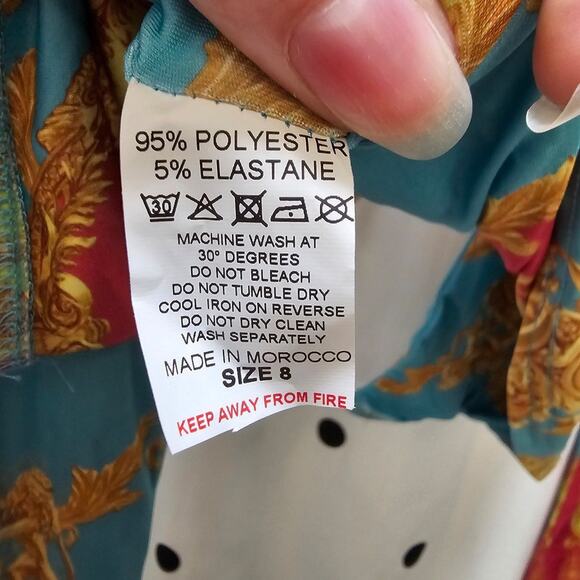 95% POLYESTER
5% ELASTANE
30
MACHINE WASH AT
30° DEGREES
DO NOT BLEACH
DO NOT TUMBLE DRY
COOL IRON ON REVERSE
DO NOT DRY CLEAN
WASH SEPARATELY
MADE IN MOROCCO
SIZE 8
KEEP AWAY FROM FIRE